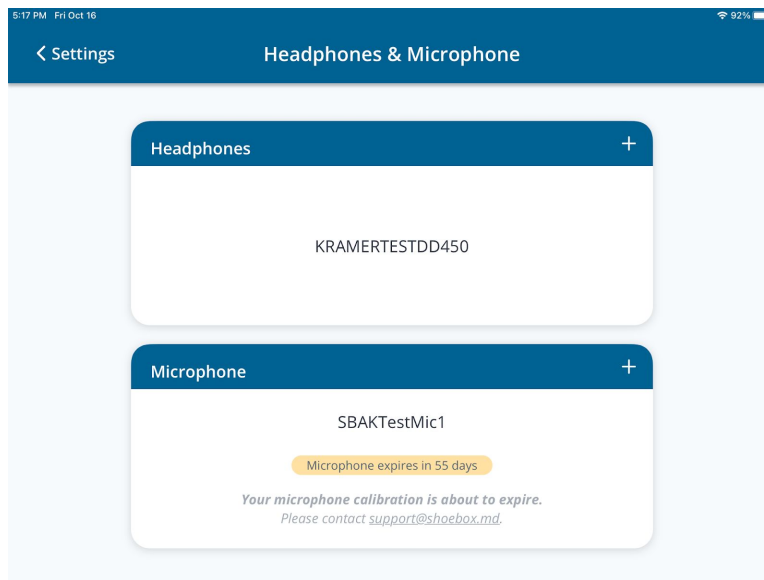 5:17 PM Fri Oct 16 92%
Settings
Headphones & Microphone
Headphones +
KRAMERTESTDD450
Microphone +
SBAKTestMic1
Microphone expires in 55 days
Your microphone calibration is about to expire.
Please contact support@shoebox.md.